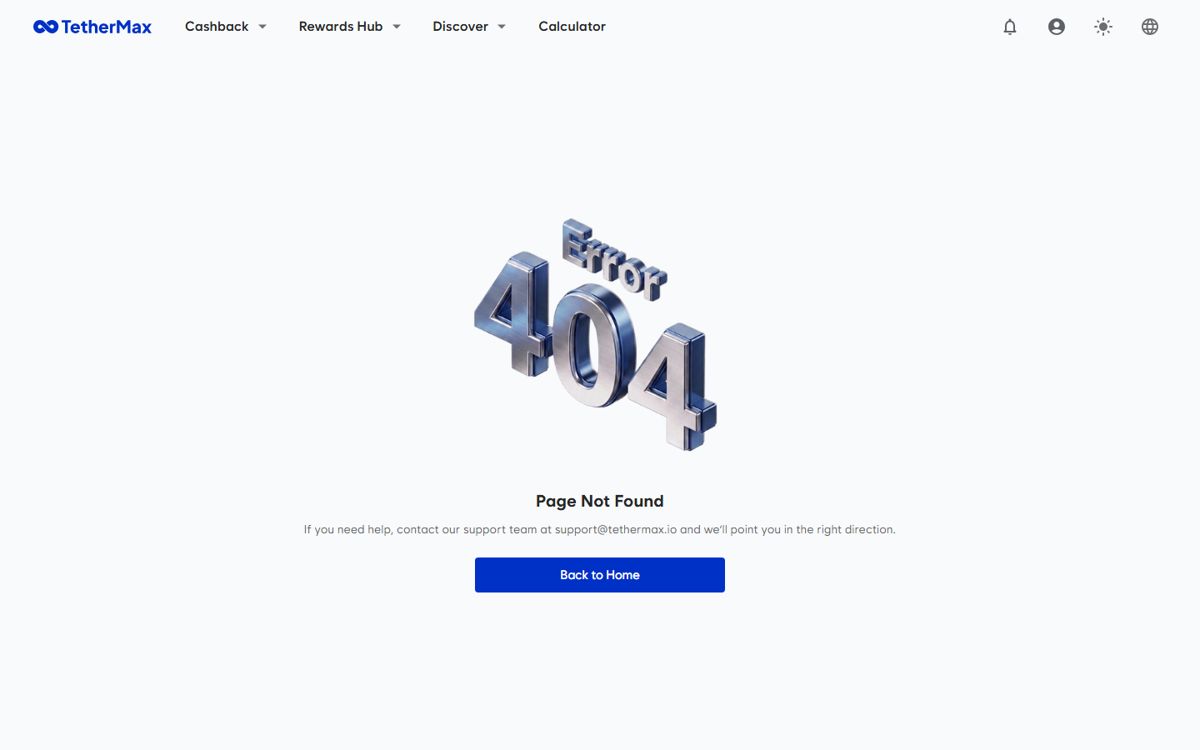 TetherMax Cashback Rewards Hub Discover Calculator
Error
404
Page Not Found
If you need help, contact our support team at support@tethermax.io and we'll point you in the right direction.
Back to Home